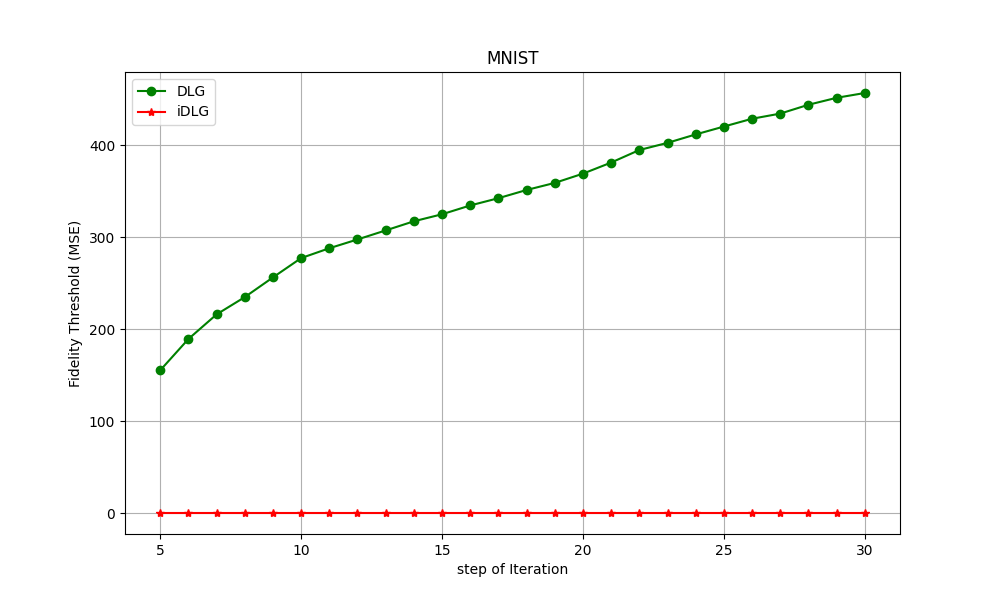 MNIST
DLG
iDLG
Fidelity Threshold (MSE)
400
300
200
100
0
5 10 15 20 25 30
step of Iteration